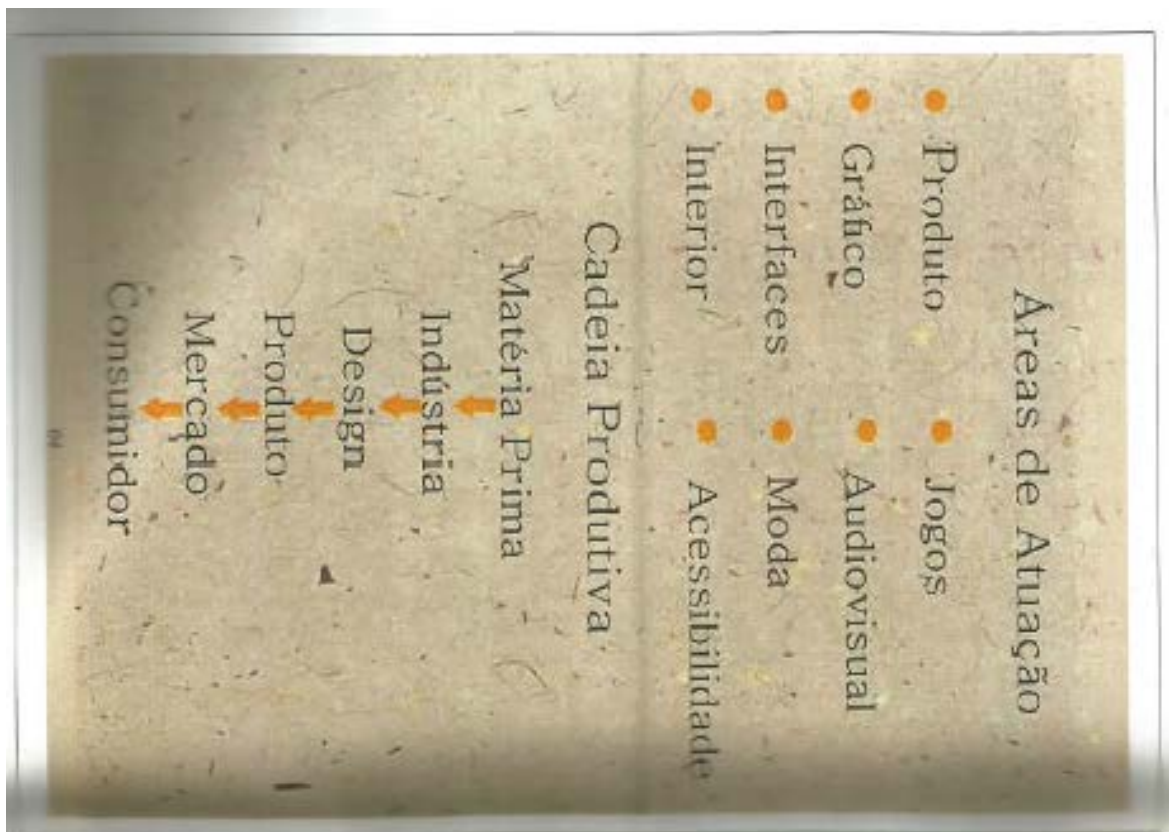 Áreas de Atuação
Produto
Gráfico
Interfaces
Interior
Jogos
Audiovisual
Moda
Acessibilidade
Cadeia Produtiva
Matéria Prima
Indústria
Design
Produto
Mercado
Consumidor